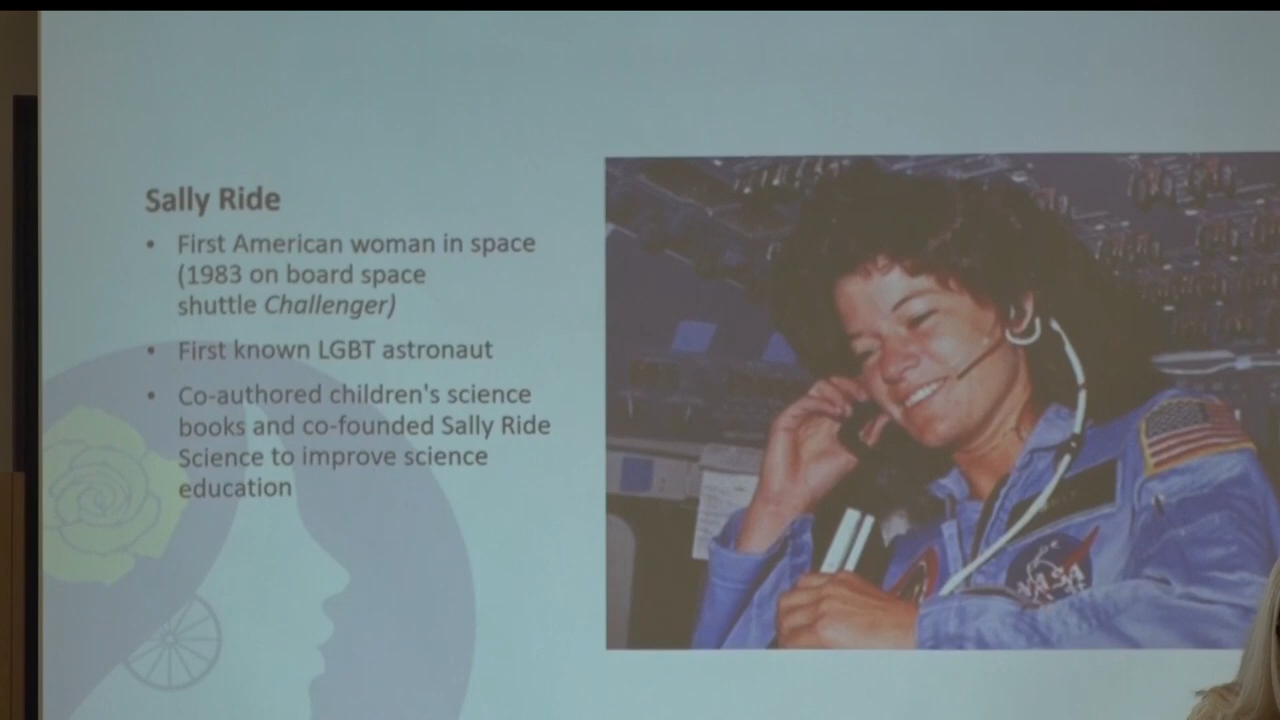 Sally Ride
• First American woman in space
(1983 on board space
shuttle Challenger)
• First known LGBT astronaut
• Co-authored children's science
books and co-founded Sally Ride
Science to improve science
education
NASA